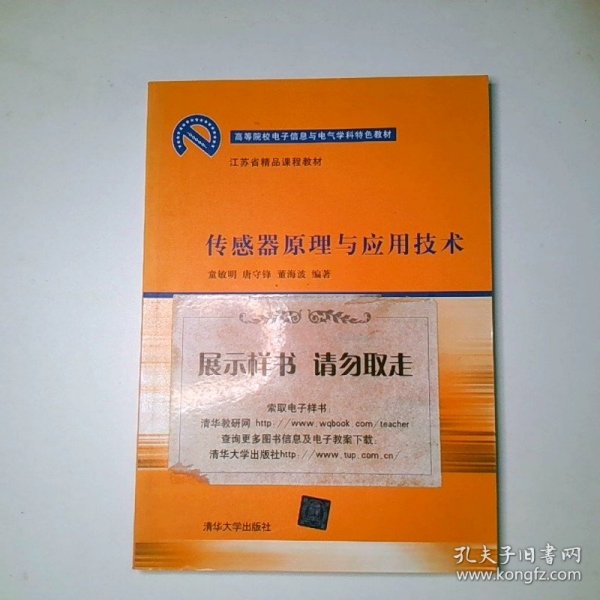 高等院校电子信息与电气学科特色教材
江苏省精品课程教材
传感器原理与应用技术
童敏明 唐守锋 董海波 编著
展示样书 请勿取走
索取电子样书:
清华教研网 http://www.wqbook.com/teacher
查询更多图书信息及电子教案下载:
清华大学出版社http://www.tup.com.cn/
清华大学出版社
孔夫子旧书网
www.kongfz.com